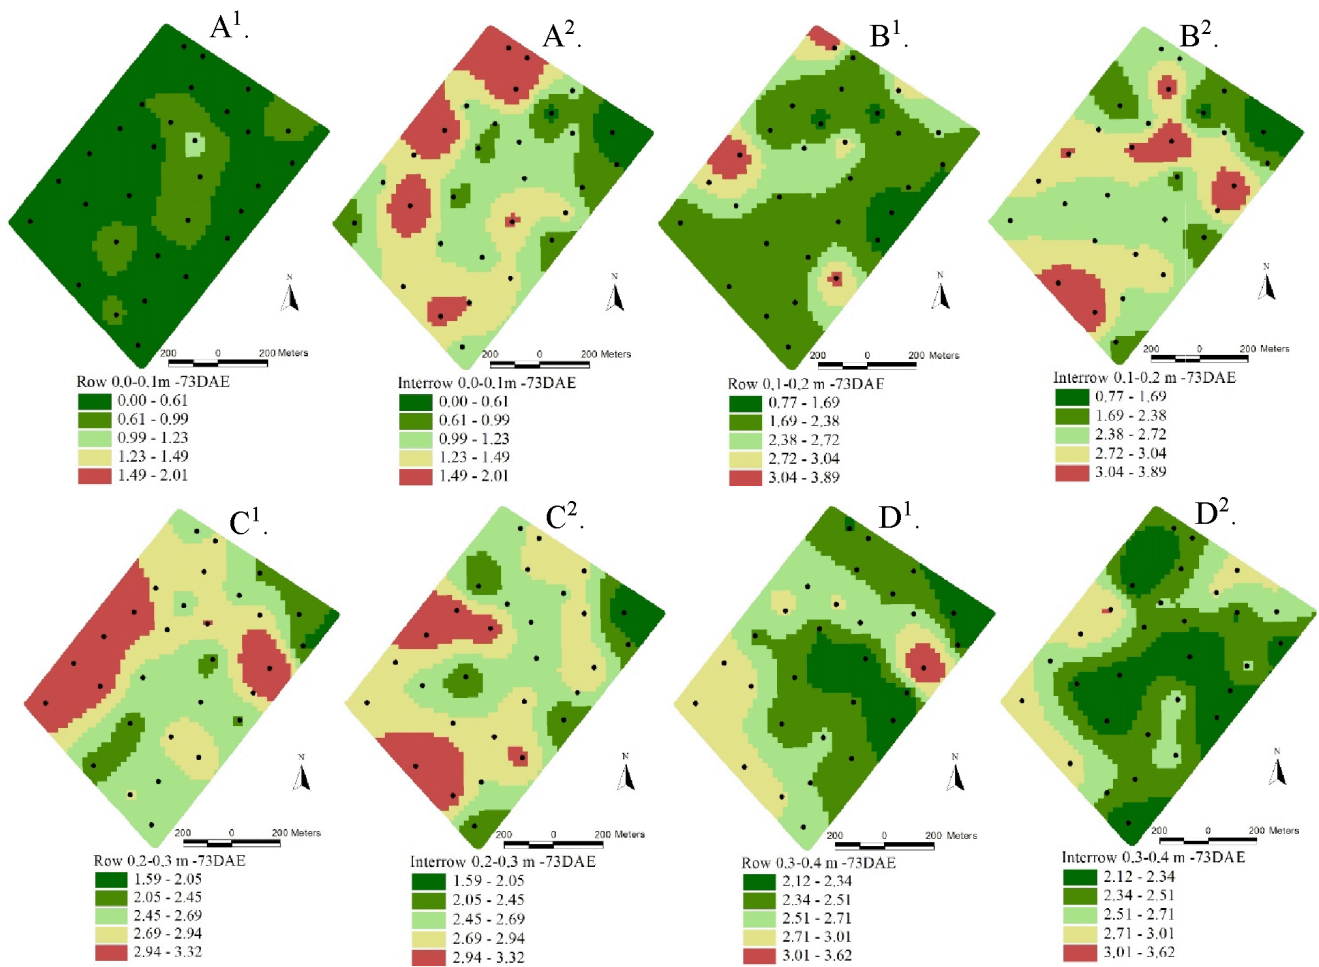 A1.
A2.
B1.
B2.
N
N
N
N
200 0 200 Meters
200 0 200 Meters
200 0 200 Meters
200 0 200 Meters
Row 0,0-0.1m -73DAE
0.00 - 0.61
0.61 - 0.99
0.99 - 1.23
1.23 - 1.49
1.49 - 2.01
Interrow 0.0-0.1m -73DAE
0.00 - 0.61
0.61 - 0.99
0.99 - 1.23
1.23 - 1.49
1.49 - 2.01
Row 0,1-0,2 m -73DAE
0.77 - 1.69
1.69 - 2.38
2.38 - 2.72
2.72 - 3.04
3.04 - 3.89
Interrow 0.1-0.2 m -73DAE
0.77 - 1.69
1.69 - 2.38
2.38 - 2.72
2.72 - 3.04
3.04 - 3.89
C1.
C2.
D1.
D2.
N
N
N
N
200 0 200 Meters
200 0 200 Meters
200 0 200 Meters
200 0 200 Meters
Row 0.2-0.3 m -73DAE
1.59 - 2.05
2.05 - 2.45
2.45 - 2.69
2.69 - 2.94
2.94 - 3.32
Interrow 0.2-0.3 m -73DAE
1.59 - 2.05
2.05 - 2.45
2.45 - 2.69
2.69 - 2.94
2.94 - 3.32
Row 0.3-0.4 m -73DAE
2.12 - 2.34
2.34 - 2.51
2.51 - 2.71
2.71 - 3.01
3.01 - 3.62
Interrow 0.3-0.4 m -73DAE
2.12 - 2.34
2.34 - 2.51
2.51 - 2.71
2.71 - 3.01
3,01 - 3.62